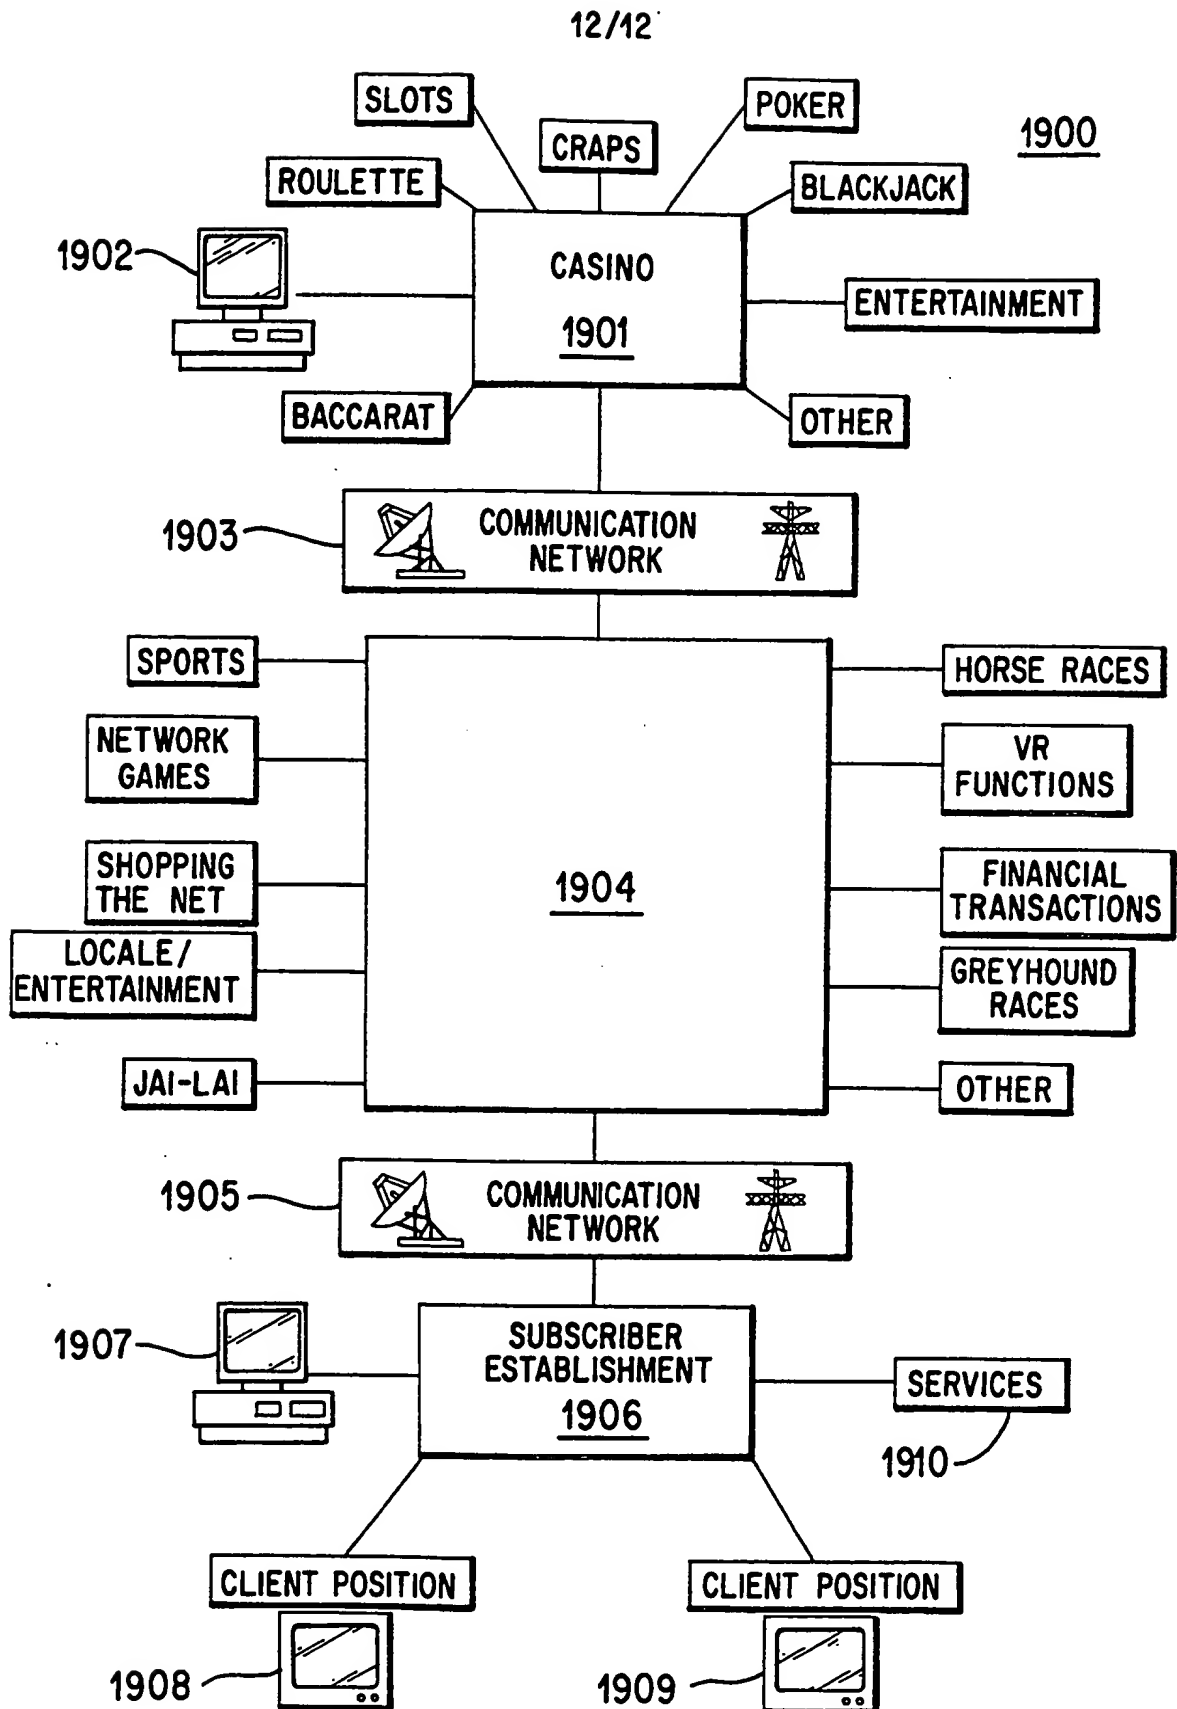 12/12
SLOTS
POKER
CRAPS
1900
ROULETTE
BLACKJACK
1902
CASINO
1901
ENTERTAINMENT
BACCARAT
OTHER
1903
COMMUNICATION
NETWORK
SPORTS
HORSE RACES
NETWORK
GAMES
VR
FUNCTIONS
SHOPPING
THE NET
1904
FINANCIAL
TRANSACTIONS
LOCALE/
ENTERTAINMENT
GREYHOUND
RACES
JAI-LAI
OTHER
1905
COMMUNICATION
NETWORK
1907
SUBSCRIBER
ESTABLISHMENT
1906
SERVICES
1910
CLIENT POSITION
CLIENT POSITION
1908
1909